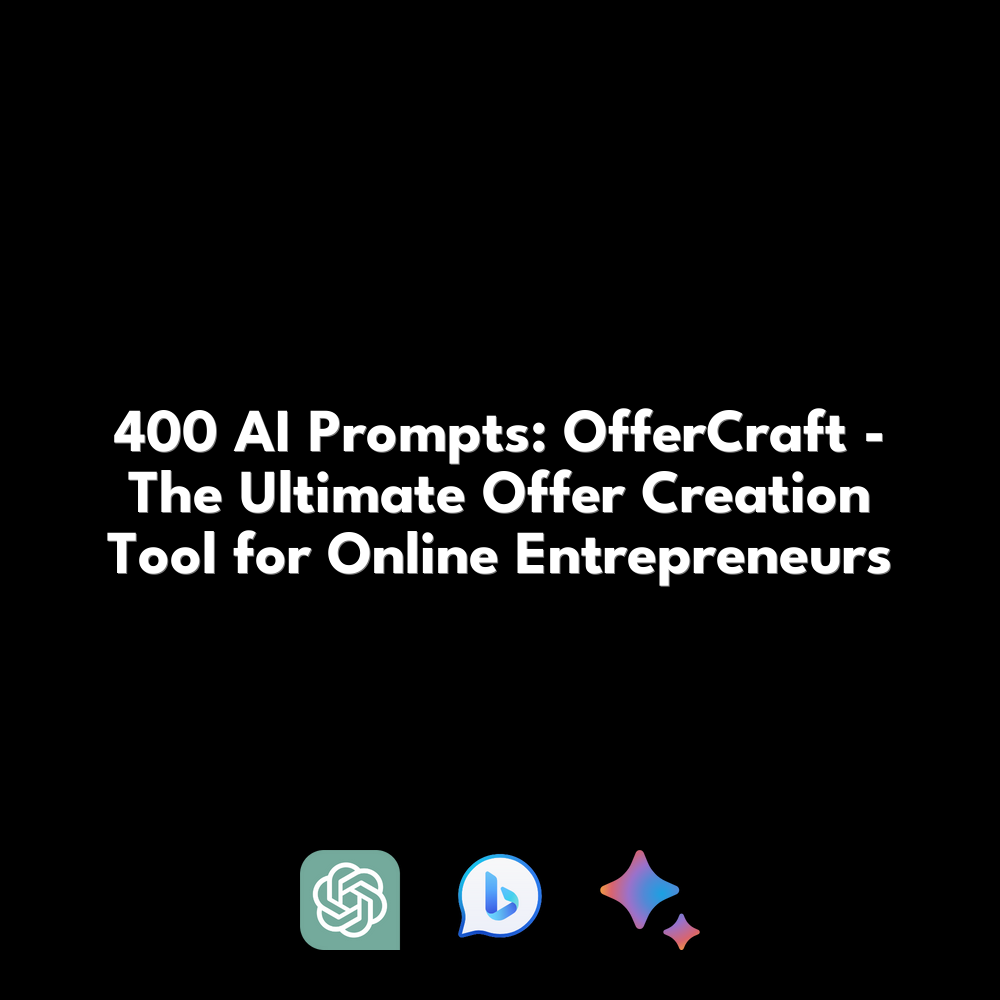 400 AI Prompts: OfferCraft -
The Ultimate Offer Creation
Tool for Online Entrepreneurs